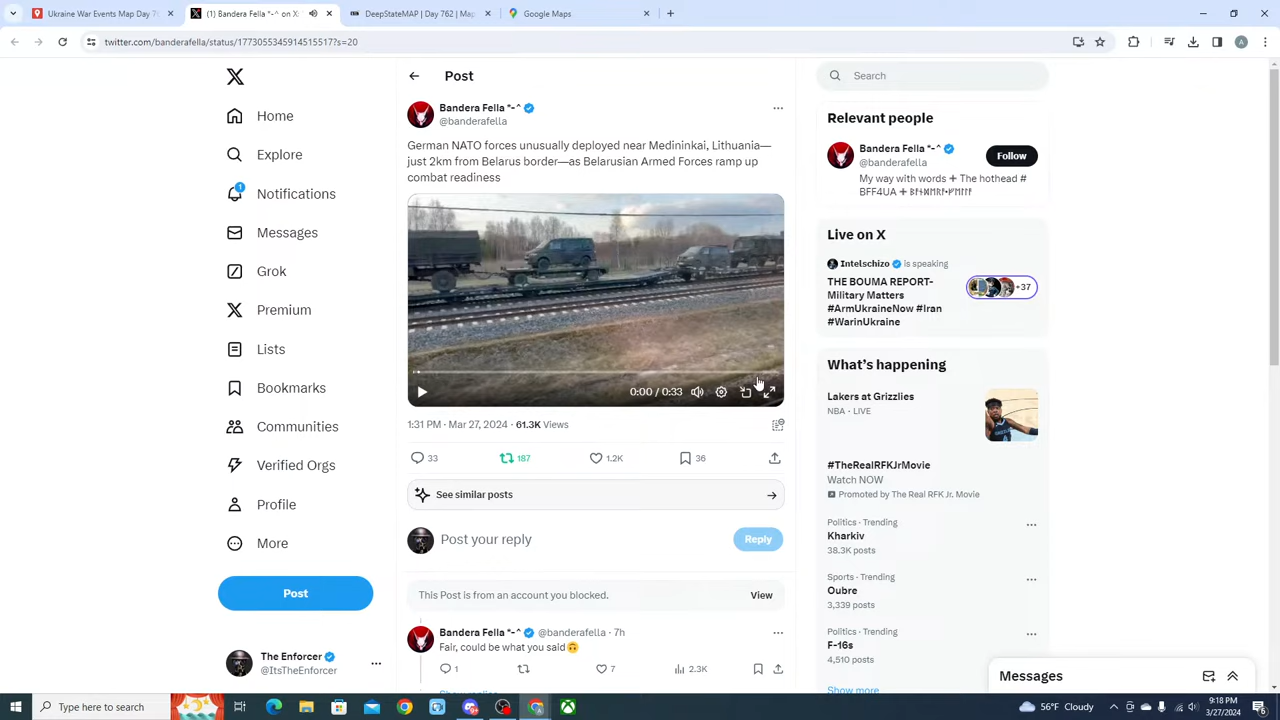 Ukraine War Events Map Day 7
(1) Bandera Fella *-^ on X
DeepStateMAP | Day 762 | Map
Google Maps
twitter.com/banderafella/status/1773055345914515517?s=20
A
Post
Search
Home
Explore
1
Notifications
Messages
Grok
Premium
Lists
Bookmarks
Communities
Verified Orgs
Profile
More
Post
The Enforcer
@ItsTheEnforcer
Bandera Fella *-^
@banderafella
German NATO forces unusually deployed near Medininkai, Lithuania—
just 2km from Belarus border—as Belarusian Armed Forces ramp up
combat readiness
0:00 / 0:33
1:31 PM · Mar 27, 2024 · 61.3K Views
33
187
1.2K
36
See similar posts
Post your reply
Reply
This Post is from an account you blocked.
View
Bandera Fella *-^ @banderafella · 7h
Fair, could be what you said🙃
1
7
2.3K
Relevant people
Bandera Fella *-^
@banderafella
Follow
My way with words + The hothead #
BFF4UA +
Live on X
Intelschizo is speaking
THE BOUMA REPORT-
Military Matters
#ArmUkraineNow #Iran
#WarinUkraine
+37
What's happening
Lakers at Grizzlies
NBA · LIVE
#TheRealRFKJrMovie
Watch NOW
Promoted by The Real RFK Jr. Movie
Politics · Trending
Kharkiv
38.3K posts
Sports · Trending
Oubre
3,339 posts
Politics · Trending
F-16s
4,510 posts
Show more
Messages
Type here to search
56°F Cloudy
9:18 PM
3/27/2024